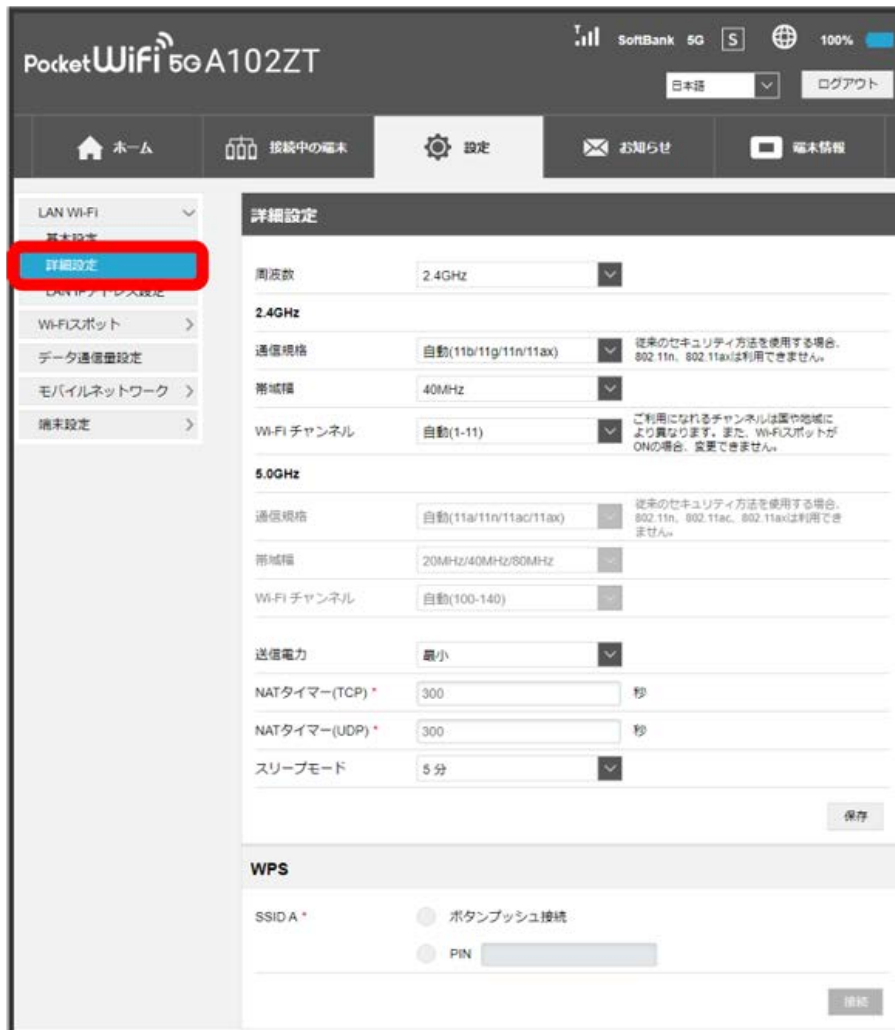 Pocket WiFi 5G A102ZT
SoftBank 5G S 100%
日本語 ログアウト
ホーム 接続中の端末 設定 お知らせ 端末情報
LAN Wi-Fi
基本設定
詳細設定
LAN IPアドレス設定
Wi-Fiスポット
データ通信量設定
モバイルネットワーク
端末設定
詳細設定
周波数 2.4GHz
2.4GHz
通信規格 自動(11b/11g/11n/11ax) 従来のセキュリティ方法を使用する場合、
802.11n、802.11axは利用できません。
帯域幅 40MHz
Wi-Fi チャンネル 自動(1-11) ご利用になれるチャンネルは国や地域に
より異なります。また、Wi-Fiスポットが
ONの場合、変更できません。
5.0GHz
通信規格 自動(11a/11n/11ac/11ax) 従来のセキュリティ方法を使用する場合、
802.11n、802.11ac、802.11axは利用でき
ません。
帯域幅 20MHz/40MHz/80MHz
Wi-Fi チャンネル 自動(100-140)
送信電力 最小
NATタイマー(TCP) * 300 秒
NATタイマー(UDP) * 300 秒
スリープモード 5 分
保存
WPS
SSID A * ボタンプッシュ接続
PIN
接続